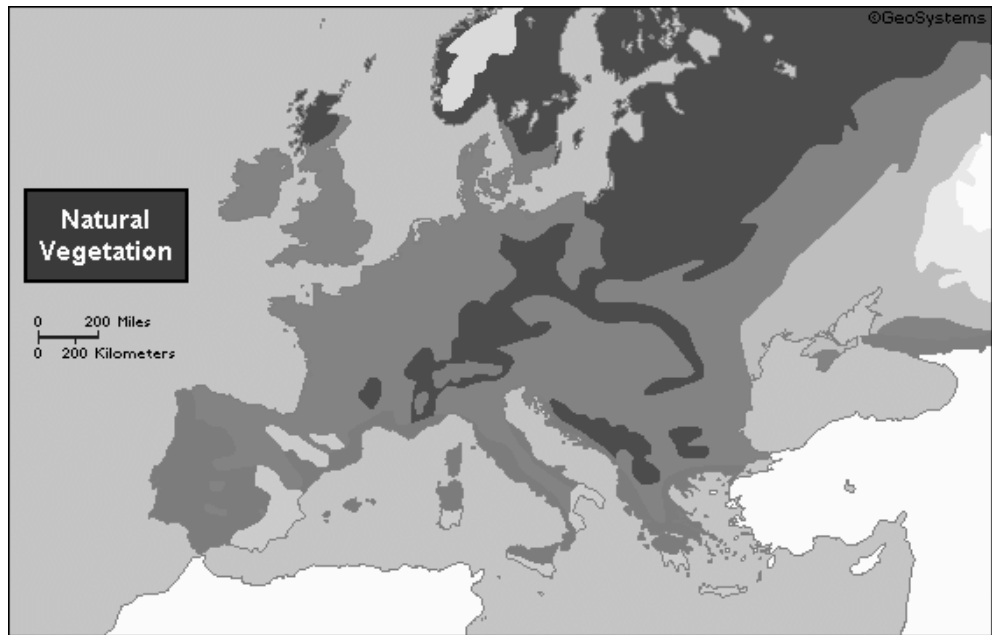 ©GeoSystems
Natural
Vegetation
0 200 Miles
0 200 Kilometers